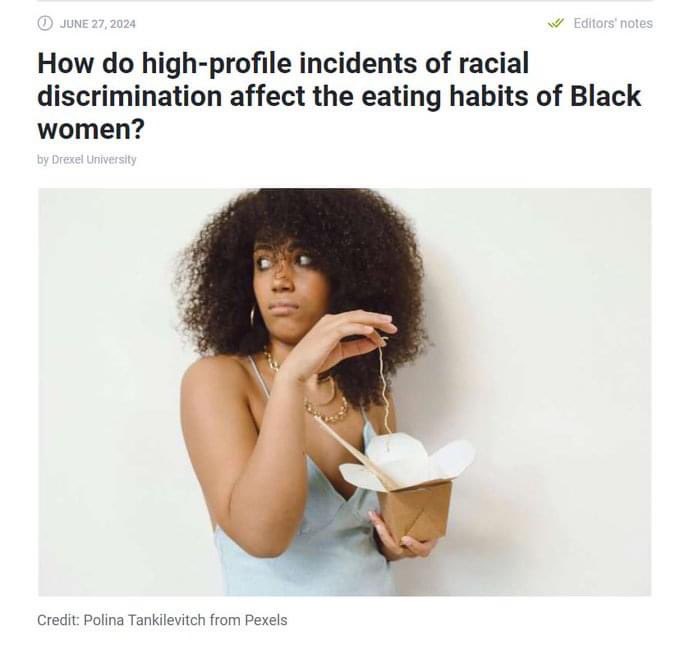 JUNE 27, 2024
Editors' notes
How do high-profile incidents of racial
discrimination affect the eating habits of Black
women?
by Drexel University
Credit: Polina Tankilevitch from Pexels